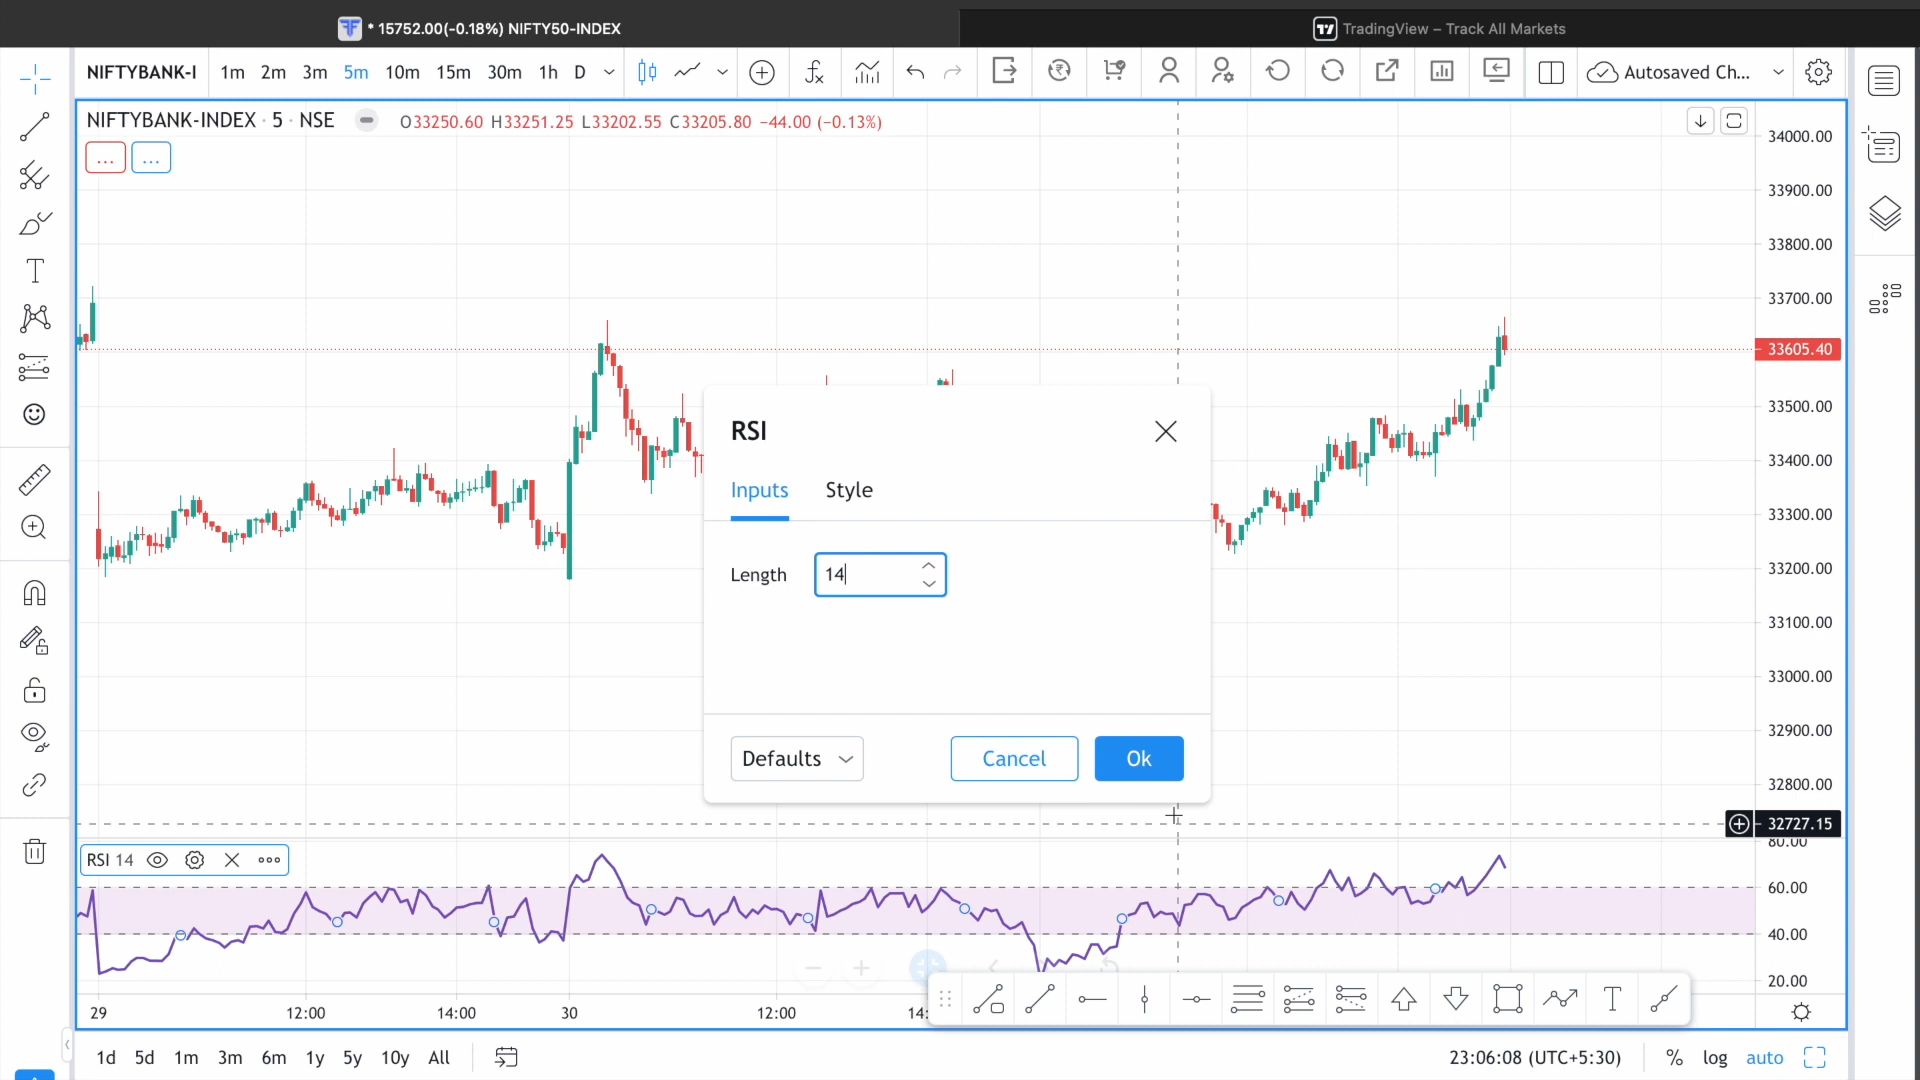 * 15752.00(-0.18%) NIFTY50-INDEX
TradingView – Track All Markets
NIFTYBANK-I 1m 2m 3m 5m 10m 15m 30m 1h D Autosaved Ch...
NIFTYBANK-INDEX · 5 · NSE O33250.60 H33251.25 L33202.55 C33205.80 −44.00 (−0.13%)
... ...
34000.00
33900.00
33800.00
33700.00
33605.40
33500.00
33400.00
33300.00
33200.00
33100.00
33000.00
32900.00
32800.00
32727.15
RSI
Inputs Style
Length 14
Defaults Cancel Ok
RSI 14
80.00
60.00
40.00
20.00
29 12:00 14:00 30 12:00
1d 5d 1m 3m 6m 1y 5y 10y All 23:06:08 (UTC+5:30) % log auto